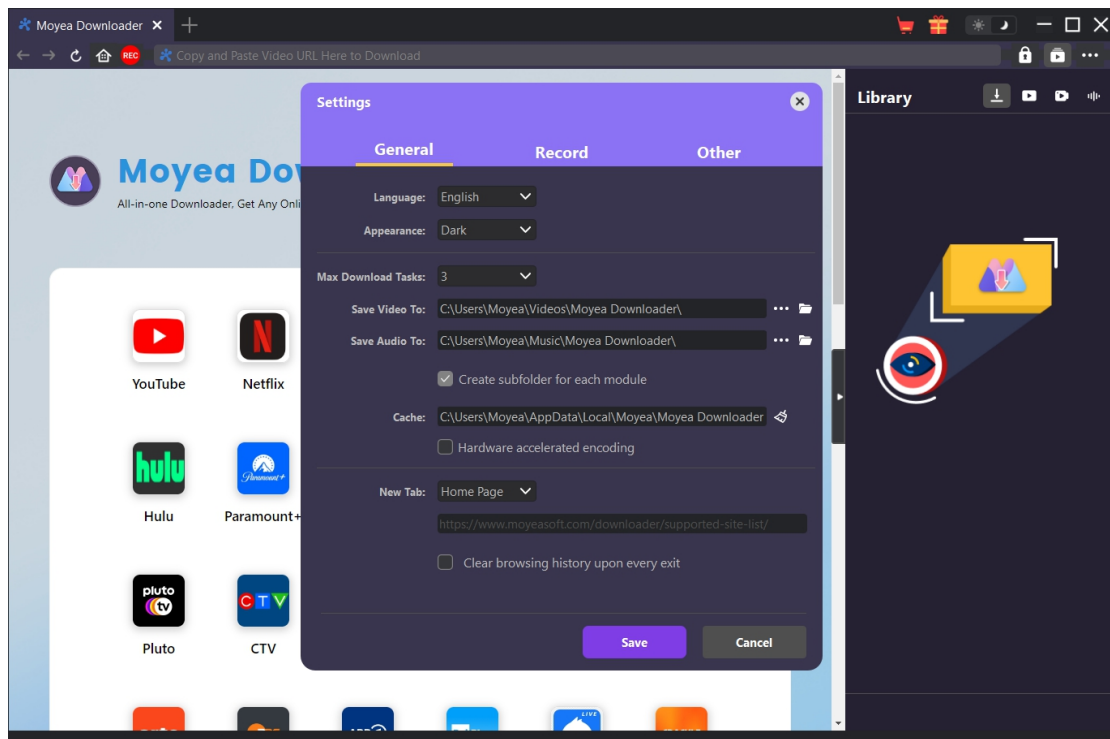 Moyea Downloader
REC
Copy and Paste Video URL Here to Download
Settings
Library
General Record Other
Moyea Dow
All-in-one Downloader, Get Any Onli
Language: English
Appearance: Dark
Max Download Tasks: 3
Save Video To: C:\Users\Moyea\Videos\Moyea Downloader\
Save Audio To: C:\Users\Moyea\Music\Moyea Downloader\
Create subfolder for each module
Cache: C:\Users\Moyea\AppData\Local\Moyea\Moyea Downloader
Hardware accelerated encoding
New Tab: Home Page
https://www.moyeasoft.com/downloader/supported-site-list/
Clear browsing history upon every exit
Save Cancel
N
YouTube Netflix
hulu Paramount+
Hulu Paramount+
pluto tv CTV
Pluto CTV
LIVE